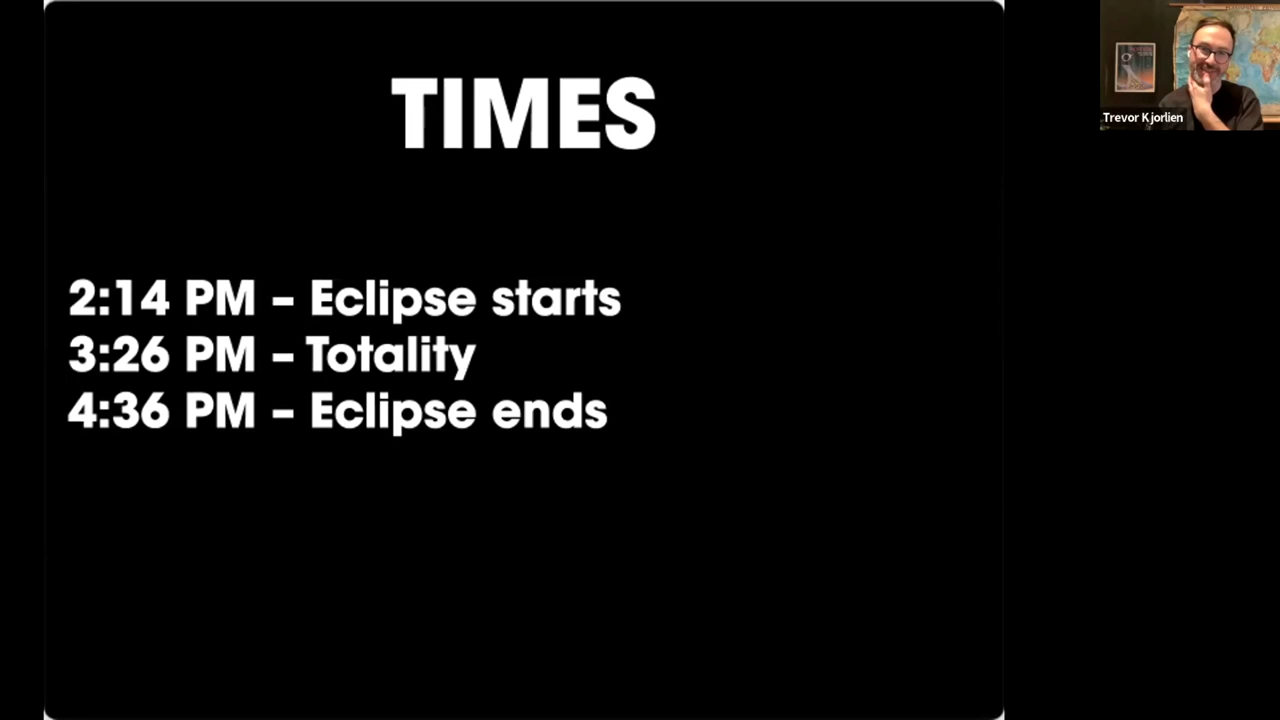 TIMES
2:14 PM – Eclipse starts
3:26 PM – Totality
4:36 PM – Eclipse ends
Trevor Kjorlien